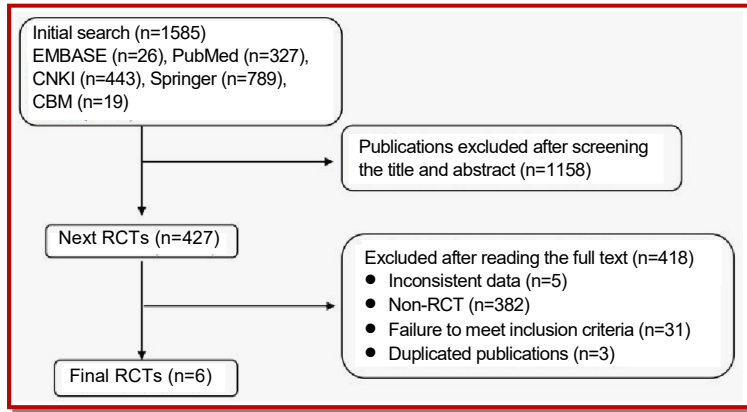 Initial search (n=1585)
EMBASE (n=26), PubMed (n=327),
CNKI (n=443), Springer (n=789),
CBM (n=19)
Publications excluded after screening
the title and abstract (n=1158)
Next RCTs (n=427)
Excluded after reading the full text (n=418)
● Inconsistent data (n=5)
● Non-RCT (n=382)
● Failure to meet inclusion criteria (n=31)
● Duplicated publications (n=3)
Final RCTs (n=6)